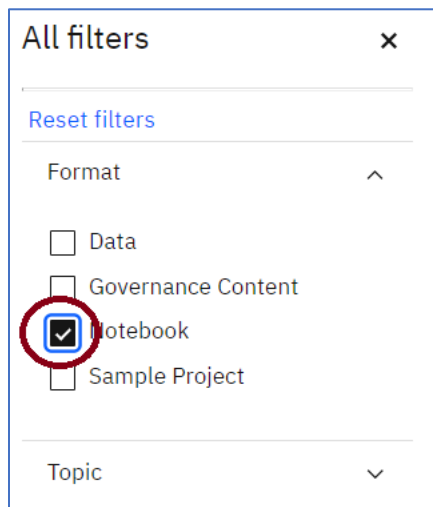 All filters
Reset filters
Format
Data
Governance Content
Notebook
Sample Project
Topic